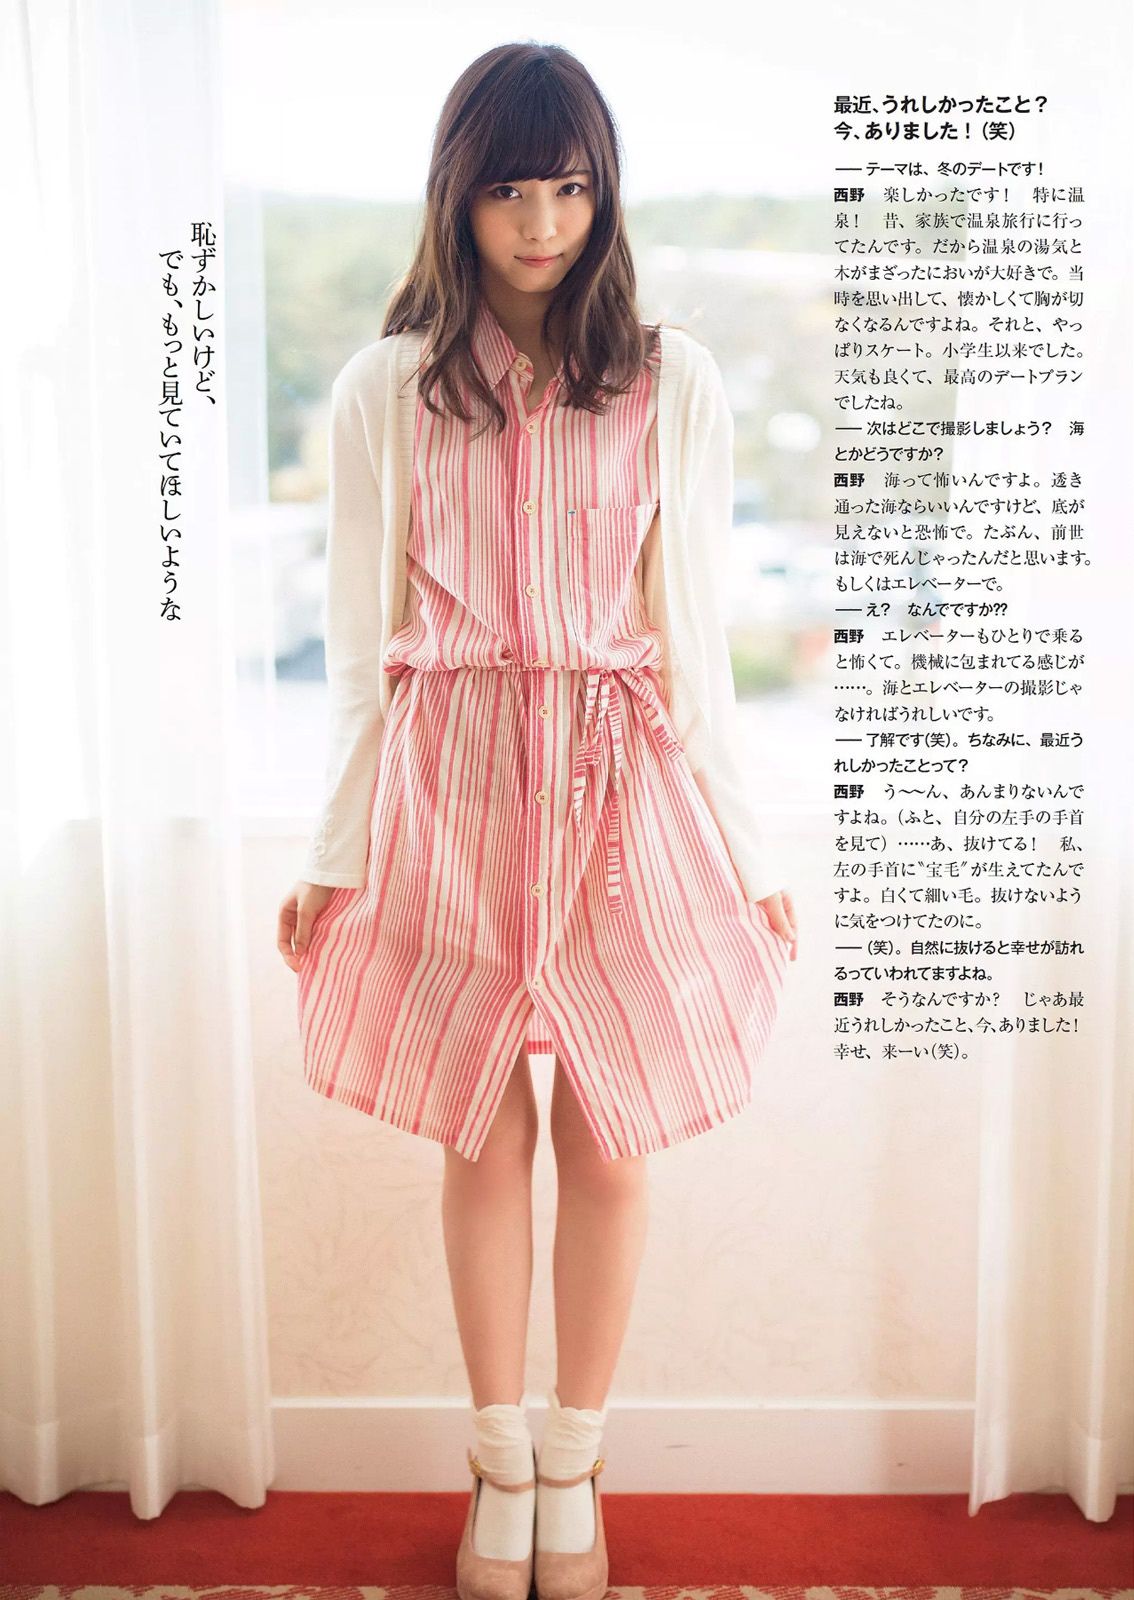 恥ずかしいけど、
でも、もっと見ていてほしいような
最近、うれしかったこと?
今、ありました!(笑)
── テーマは、冬のデートです!
西野　楽しかったです!　特に温
泉!　昔、家族で温泉旅行に行っ
てたんです。だから温泉の湯気と
木がまざったにおいが大好きで。当
時を思い出して、懐かしくて胸が切
なくなるんですよね。それと、やっ
ぱりスケート。小学生以来でした。
天気も良くて、最高のデートプラン
でしたね。
── 次はどこで撮影しましょう?　海
とかどうですか?
西野　海って怖いんですよ。透き
通った海ならいいんですけど、底が
見えないと恐怖で。たぶん、前世
は海で死んじゃったんだと思います。
もしくはエレベーターで。
── え?　なんでですか??
西野　エレベーターもひとりで乗る
と怖くて。機械に包まれてる感じが
……。海とエレベーターの撮影じゃ
なければうれしいです。
── 了解です(笑)。ちなみに、最近う
れしかったことって?
西野　う〜〜ん、あんまりないんで
すよね。(ふと、自分の左手の手首
を見て)……あ、抜けてる!　私、
左の手首に〝宝毛〟が生えてたんで
すよ。白くて細い毛。抜けないよう
に気をつけてたのに。
── (笑)。自然に抜けると幸せが訪れ
るっていわれてますよね。
西野　そうなんですか?　じゃあ最
近うれしかったこと、今、ありました!
幸せ、来ーい(笑)。